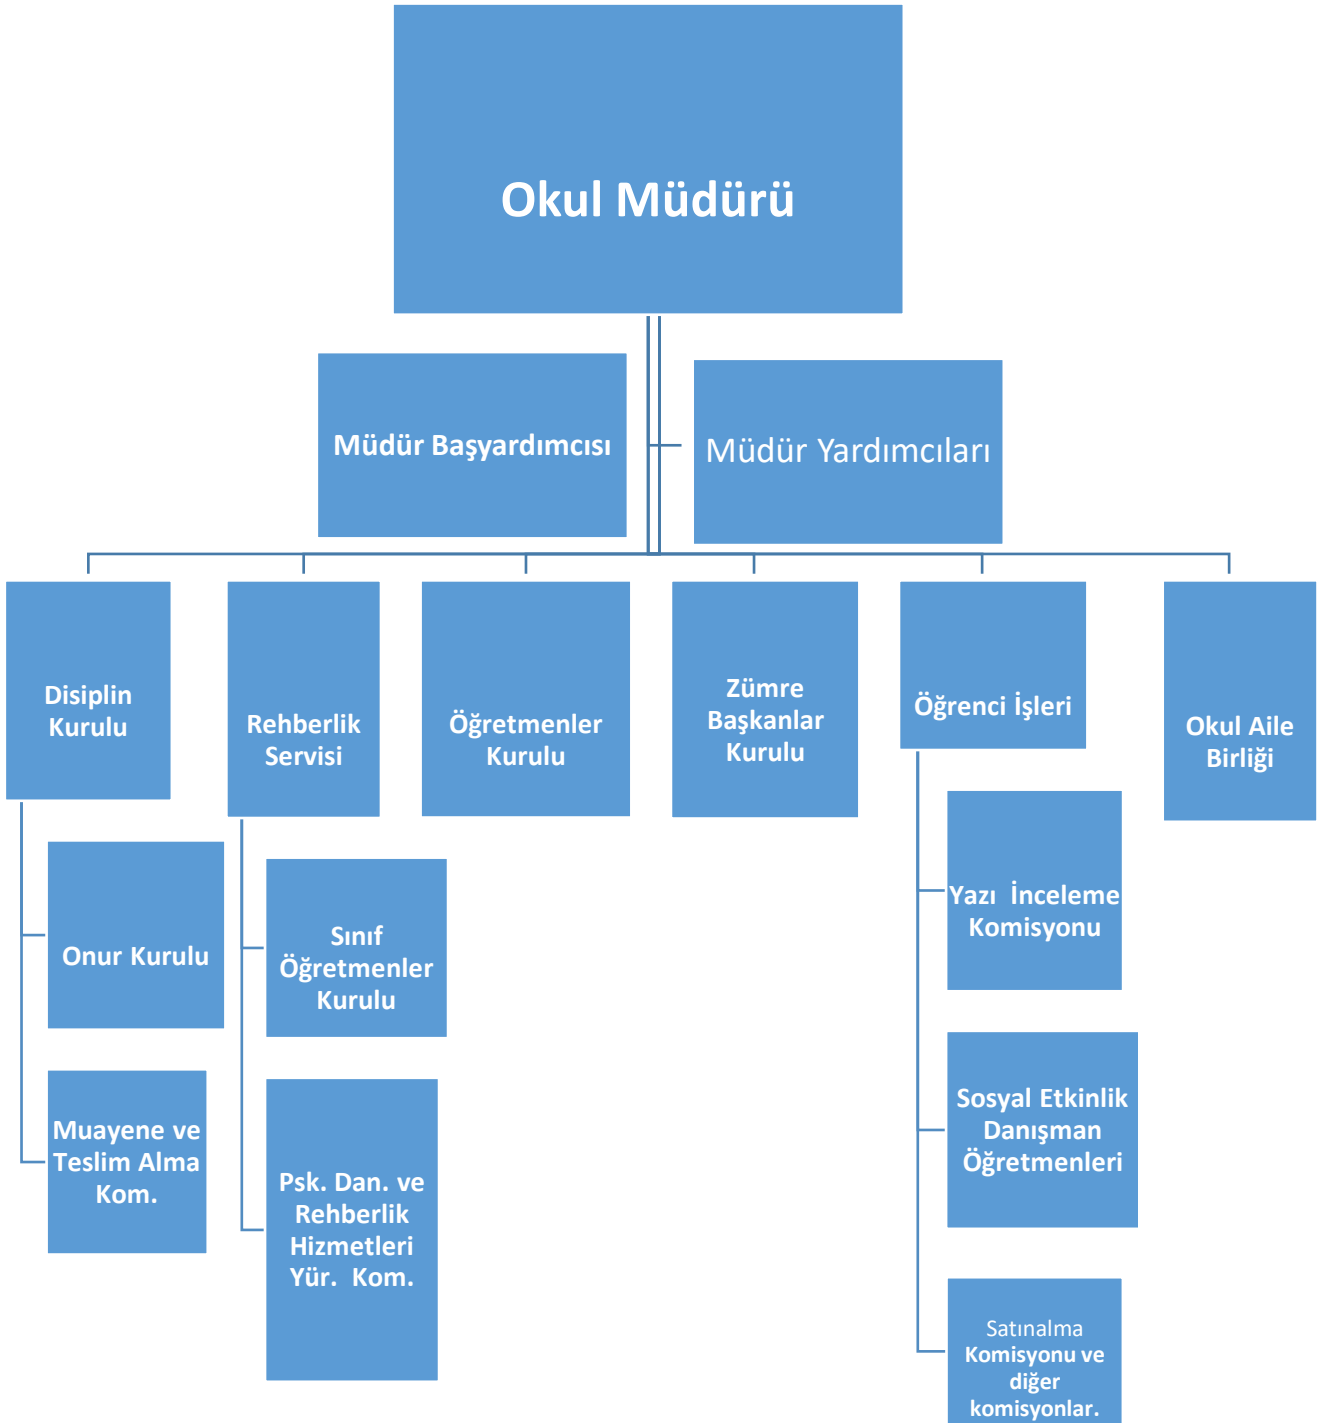 Okul Müdürü
Müdür Başyardımcısı
Müdür Yardımcıları
Disiplin
Kurulu
Rehberlik
Servisi
Öğretmenler
Kurulu
Zümre
Başkanlar
Kurulu
Öğrenci İşleri
Okul Aile
Birliği
Onur Kurulu
Muayene ve
Teslim Alma
Kom.
Sınıf
Öğretmenler
Kurulu
Psk. Dan. ve
Rehberlik
Hizmetleri
Yür.  Kom.
Yazı  İnceleme
Komisyonu
Sosyal Etkinlik
Danışman
Öğretmenleri
Satınalma
Komisyonu ve
diğer
komisyonlar.